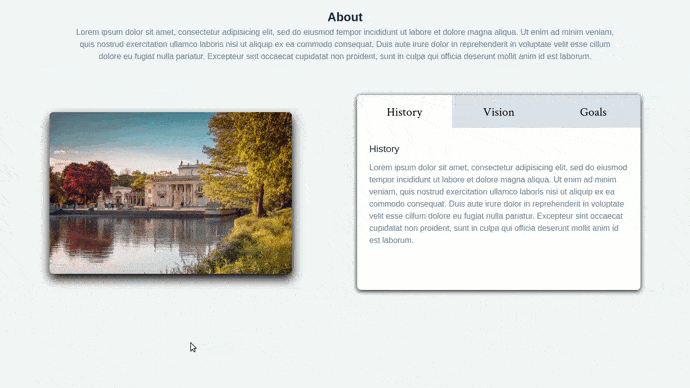 About
Lorem ipsum dolor sit amet, consectetur adipisicing elit, sed do eiusmod tempor incididunt ut labore et dolore magna aliqua. Ut enim ad minim veniam,
quis nostrud exercitation ullamco laboris nisi ut aliquip ex ea commodo consequat. Duis aute irure dolor in reprehenderit in voluptate velit esse cillum
dolore eu fugiat nulla pariatur. Excepteur sint occaecat cupidatat non proident, sunt in culpa qui officia deserunt mollit anim id est laborum.
History
Vision
Goals
History
Lorem ipsum dolor sit amet, consectetur adipisicing elit, sed do eiusmod
tempor incididunt ut labore et dolore magna aliqua. Ut enim ad minim
veniam, quis nostrud exercitation ullamco laboris nisi ut aliquip ex ea
commodo consequat. Duis aute irure dolor in reprehenderit in voluptate
velit esse cillum dolore eu fugiat nulla pariatur. Excepteur sint occaecat
cupidatat non proident, sunt in culpa qui officia deserunt mollit anim id
est laborum.